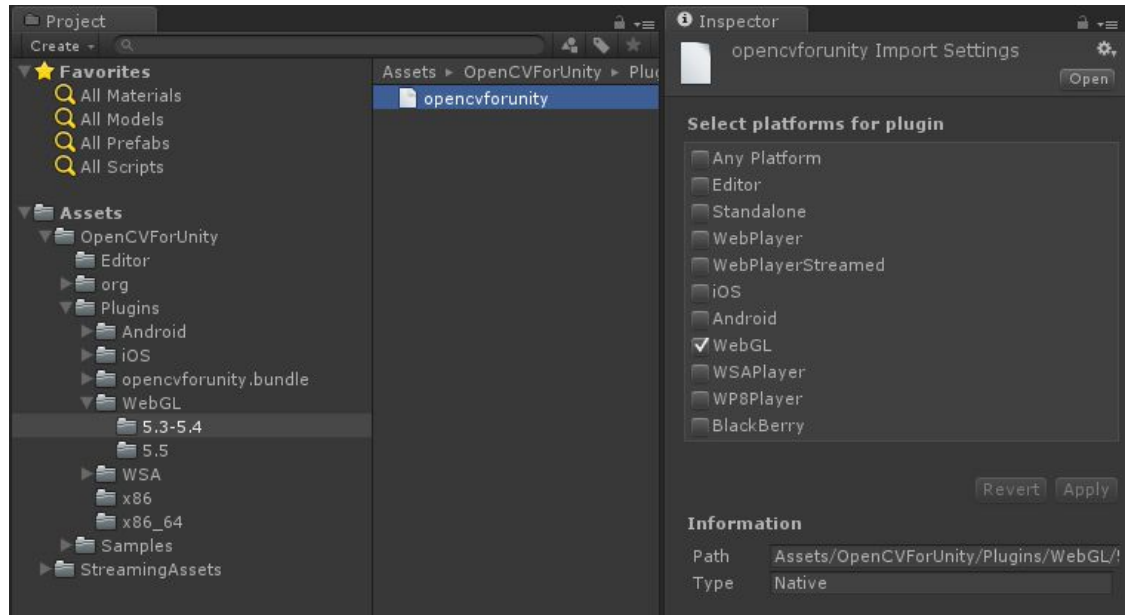 Project
Create
Favorites
All Materials
All Models
All Prefabs
All Scripts
Assets
OpenCVForUnity
Editor
org
Plugins
Android
iOS
opencvforunity.bundle
WebGL
5.3-5.4
5.5
WSA
x86
x86_64
Samples
StreamingAssets
Assets ▸ OpenCVForUnity ▸ Plug
opencvforunity
Inspector
opencvforunity Import Settings
Open
Select platforms for plugin
Any Platform
Editor
Standalone
WebPlayer
WebPlayerStreamed
iOS
Android
WebGL
WSAPlayer
WP8Player
BlackBerry
Revert Apply
Information
Path Assets/OpenCVForUnity/Plugins/WebGL/
Type Native